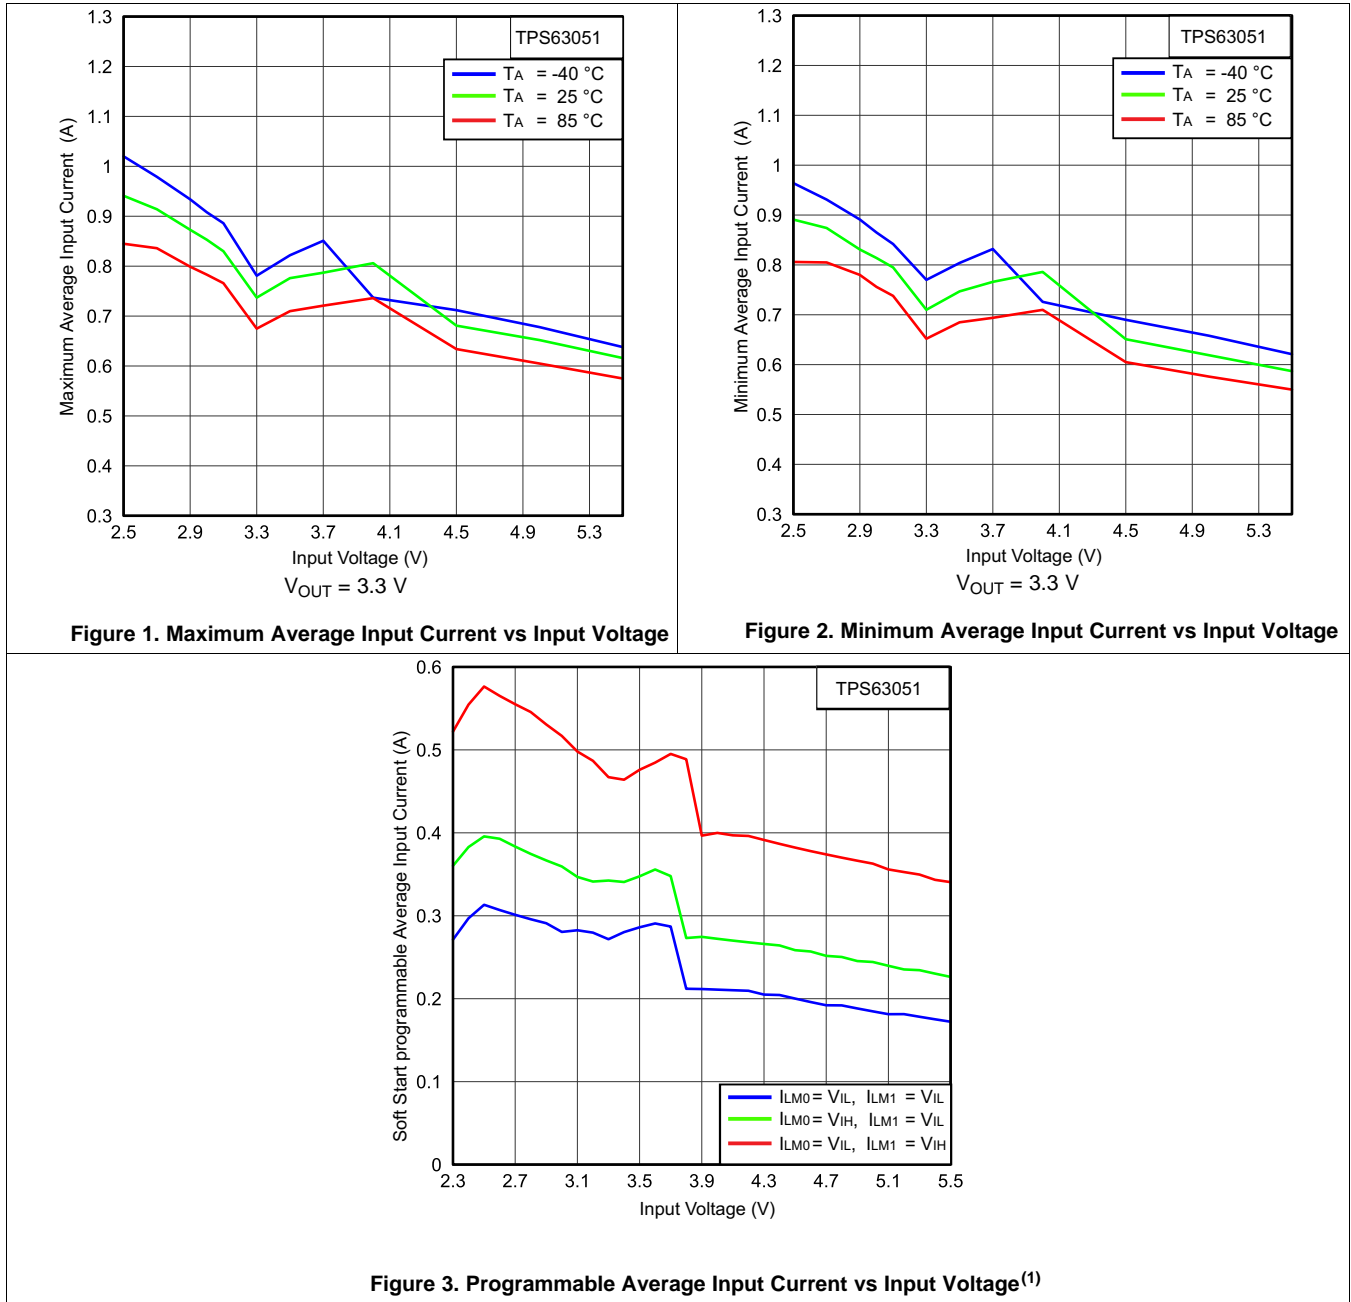 TPS63051
TA = -40 °C
TA = 25 °C
TA = 85 °C
1.3
1.2
1.1
1
0.9
0.8
0.7
0.6
0.5
0.4
0.3
Maximum Average Input Current (A)
2.5 2.9 3.3 3.7 4.1 4.5 4.9 5.3
Input Voltage (V)
VOUT = 3.3 V
Figure 1. Maximum Average Input Current vs Input Voltage
TPS63051
TA = -40 °C
TA = 25 °C
TA = 85 °C
1.3
1.2
1.1
1
0.9
0.8
0.7
0.6
0.5
0.4
0.3
Minimum Average Input Current (A)
2.5 2.9 3.3 3.7 4.1 4.5 4.9 5.3
Input Voltage (V)
VOUT = 3.3 V
Figure 2. Minimum Average Input Current vs Input Voltage
TPS63051
0.6
0.5
0.4
0.3
0.2
0.1
0
Soft Start programmable Average Input Current (A)
ILM0 = VIL, ILM1 = VIL
ILM0 = VIH, ILM1 = VIL
ILM0 = VIL, ILM1 = VIH
2.3 2.7 3.1 3.5 3.9 4.3 4.7 5.1 5.5
Input Voltage (V)
Figure 3. Programmable Average Input Current vs Input Voltage(1)